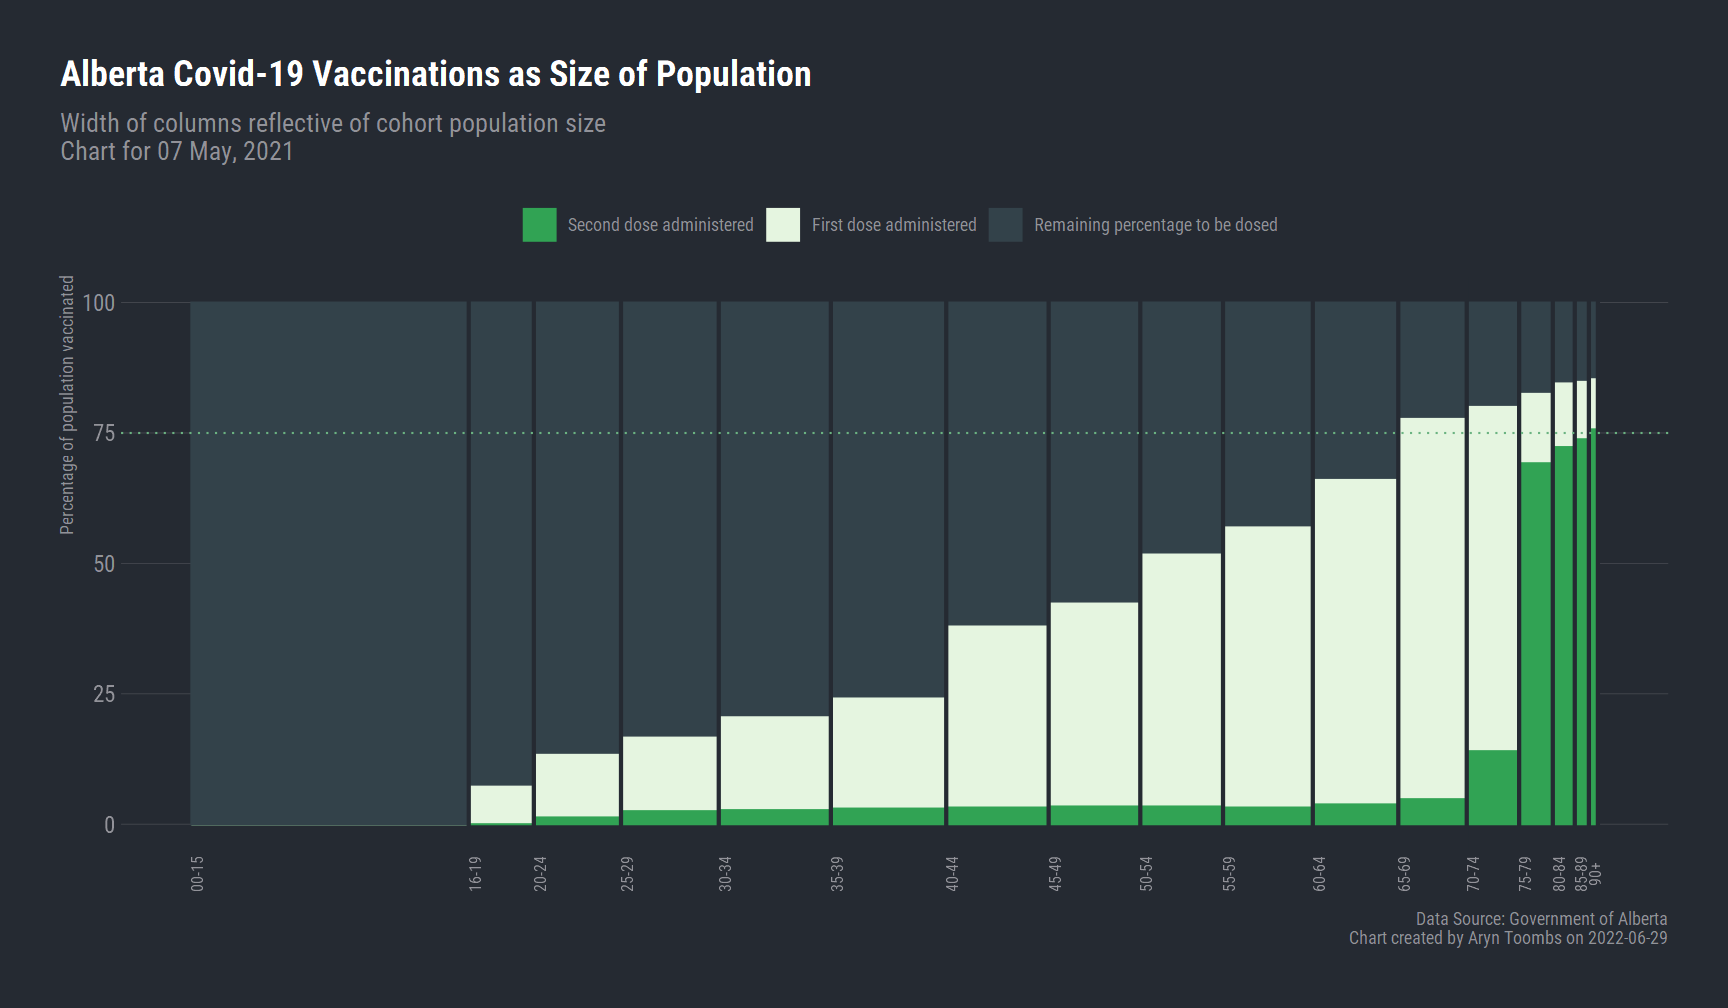 Alberta Covid-19 Vaccinations as Size of Population
Width of columns reflective of cohort population size
Chart for 07 May, 2021
Second dose administered
First dose administered
Remaining percentage to be dosed
Percentage of population vaccinated
100
75
50
25
0
00-15
16-19
20-24
25-29
30-34
35-39
40-44
45-49
50-54
55-59
60-64
65-69
70-74
75-79
80-84
85-89
90+
Data Source: Government of Alberta
Chart created by Aryn Toombs on 2022-06-29